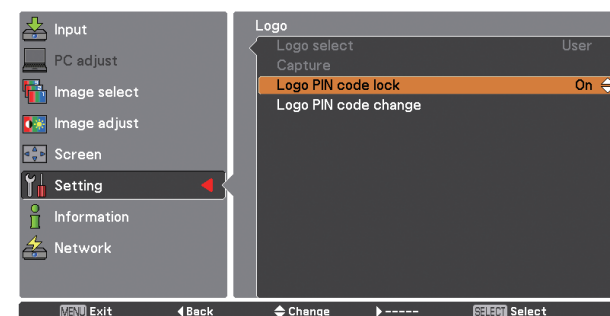 Input
PC adjust
Image select
Image adjust
Screen
Setting
Information
Network
Logo
Logo select User
Capture
Logo PIN code lock On
Logo PIN code change
MENU Exit Back Change ----- SELECT Select